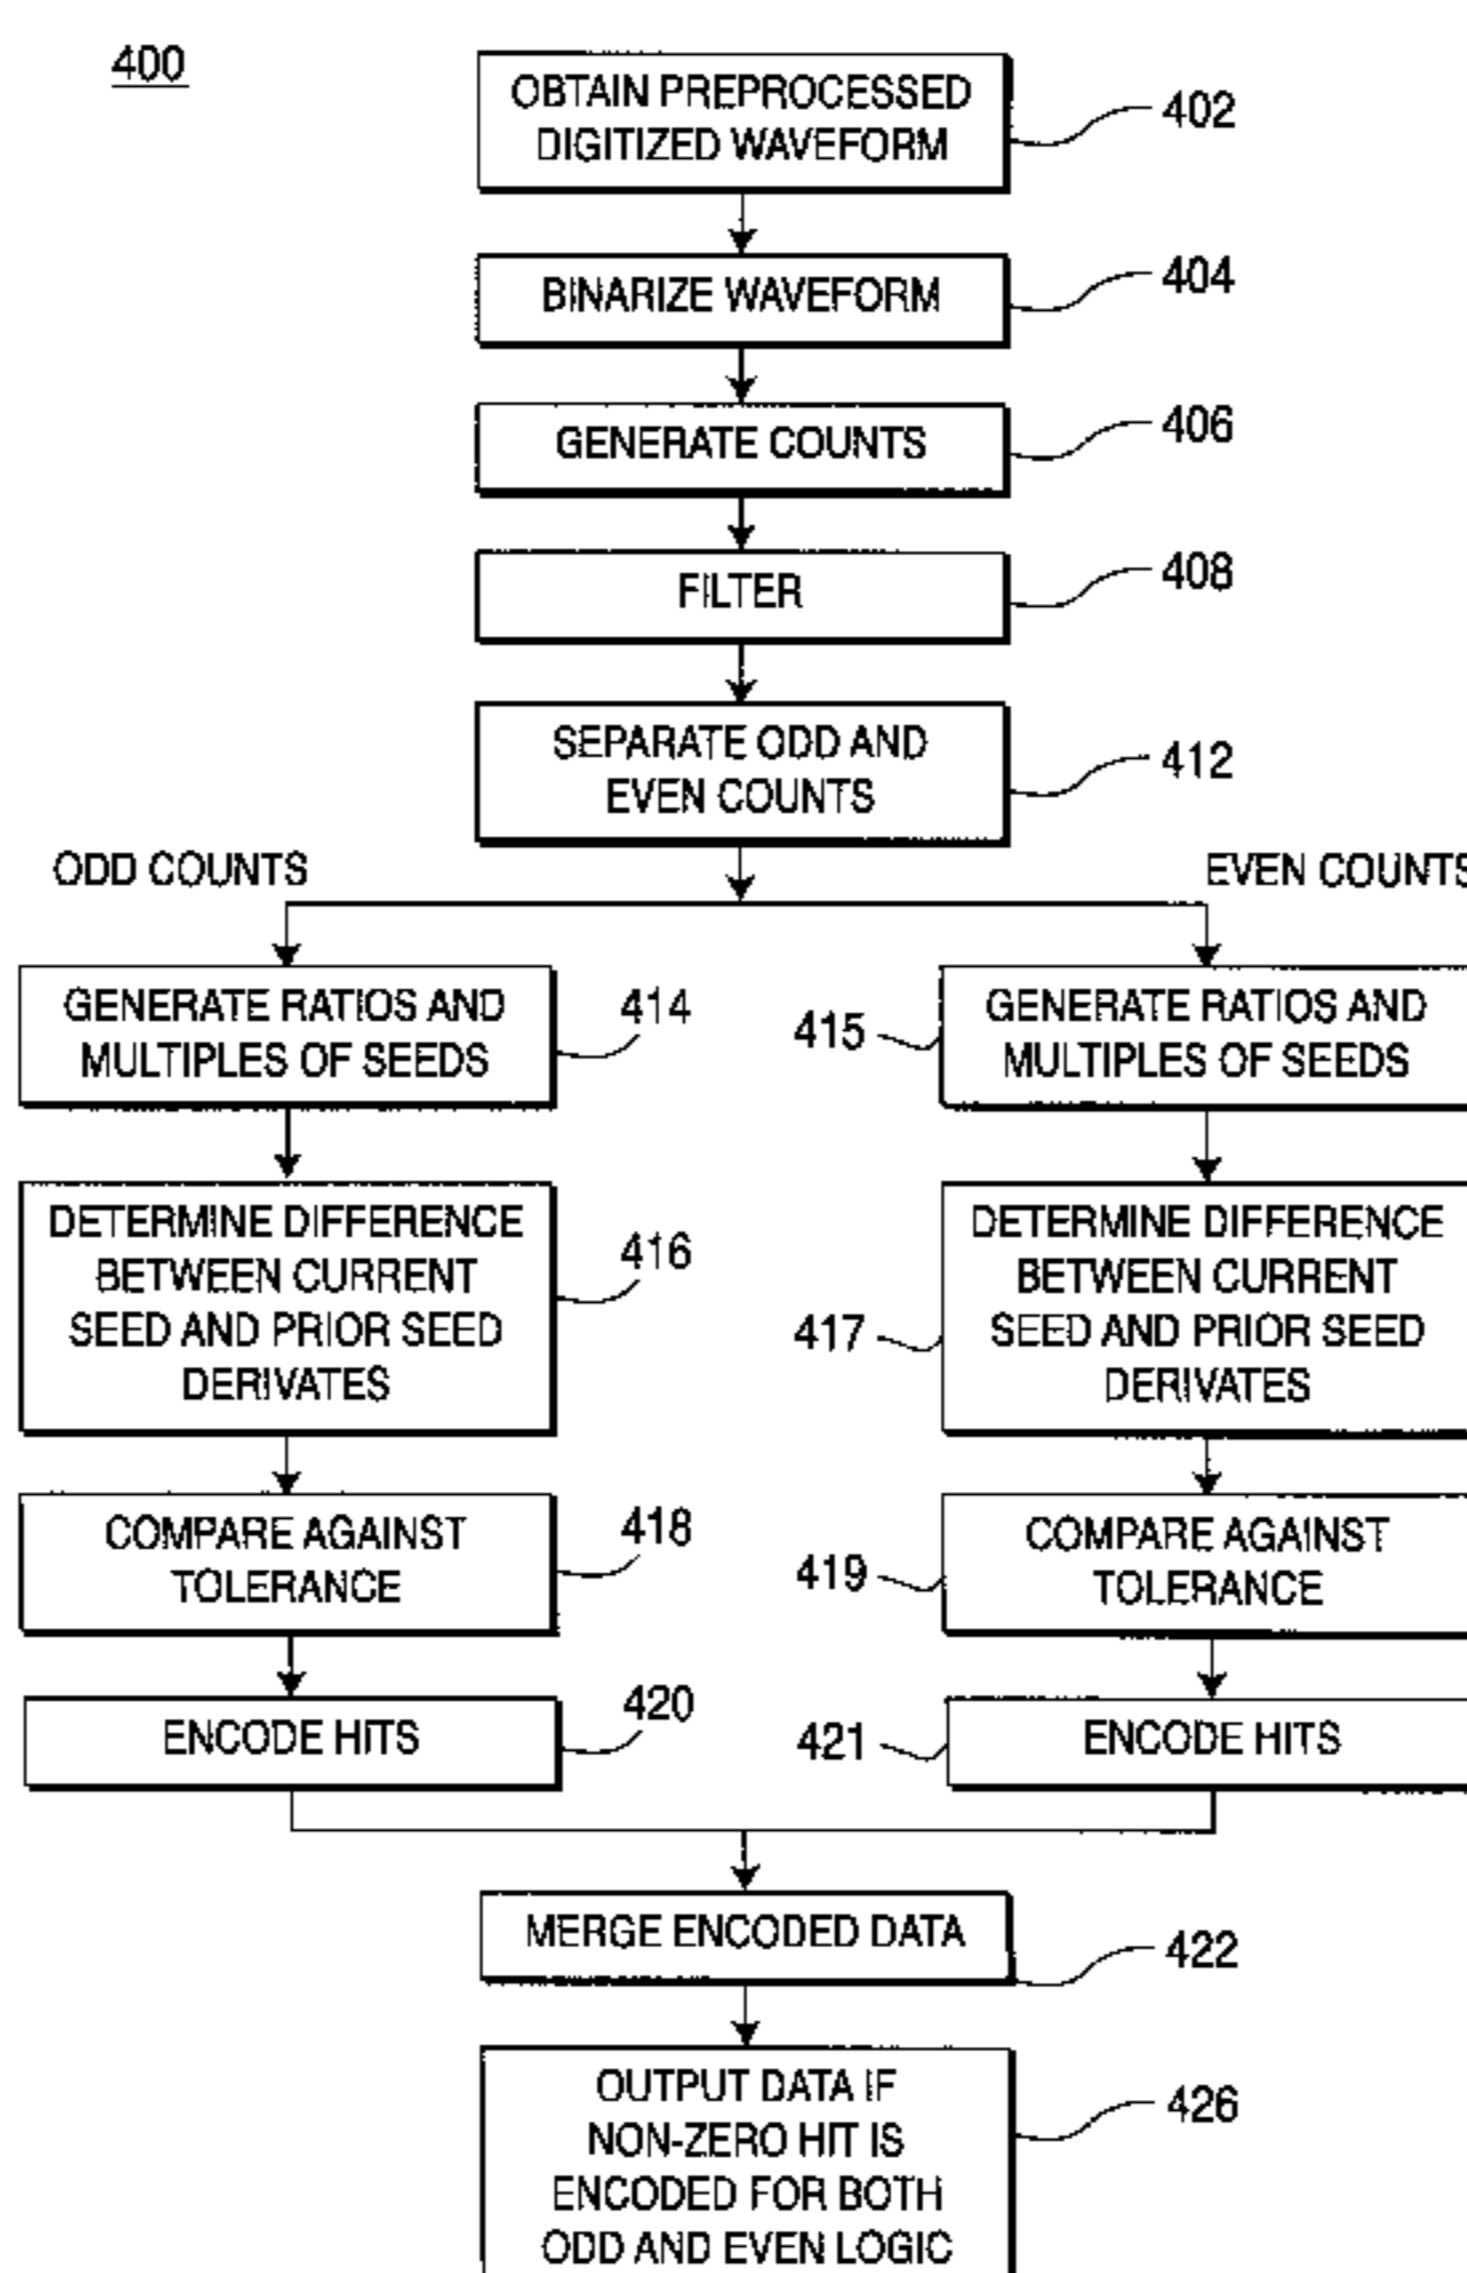 400
OBTAIN PREPROCESSED
DIGITIZED WAVEFORM
402
BINARIZE WAVEFORM
404
GENERATE COUNTS
406
FILTER
408
SEPARATE ODD AND
EVEN COUNTS
412
ODD COUNTS
EVEN COUNTS
GENERATE RATIOS AND
MULTIPLES OF SEEDS
414
415
GENERATE RATIOS AND
MULTIPLES OF SEEDS
DETERMINE DIFFERENCE
BETWEEN CURRENT
SEED AND PRIOR SEED
DERIVATES
416
417
DETERMINE DIFFERENCE
BETWEEN CURRENT
SEED AND PRIOR SEED
DERIVATES
COMPARE AGAINST
TOLERANCE
418
419
COMPARE AGAINST
TOLERANCE
ENCODE HITS
420
421
ENCODE HITS
MERGE ENCODED DATA
422
OUTPUT DATA IF
NON-ZERO HIT IS
ENCODED FOR BOTH
ODD AND EVEN LOGIC
426